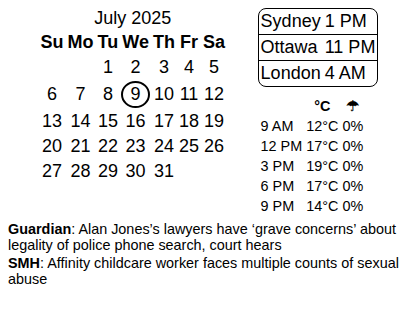 July 2025
Su Mo Tu We Th Fr Sa
1 2 3 4 5
6 7 8 9 10 11 12
13 14 15 16 17 18 19
20 21 22 23 24 25 26
27 28 29 30 31
Sydney 1 PM
Ottawa 11 PM
London 4 AM
°C ☂
9 AM 12°C 0%
12 PM 17°C 0%
3 PM 19°C 0%
6 PM 17°C 0%
9 PM 14°C 0%
Guardian: Alan Jones’s lawyers have ‘grave concerns’ about
legality of police phone search, court hears
SMH: Affinity childcare worker faces multiple counts of sexual
abuse